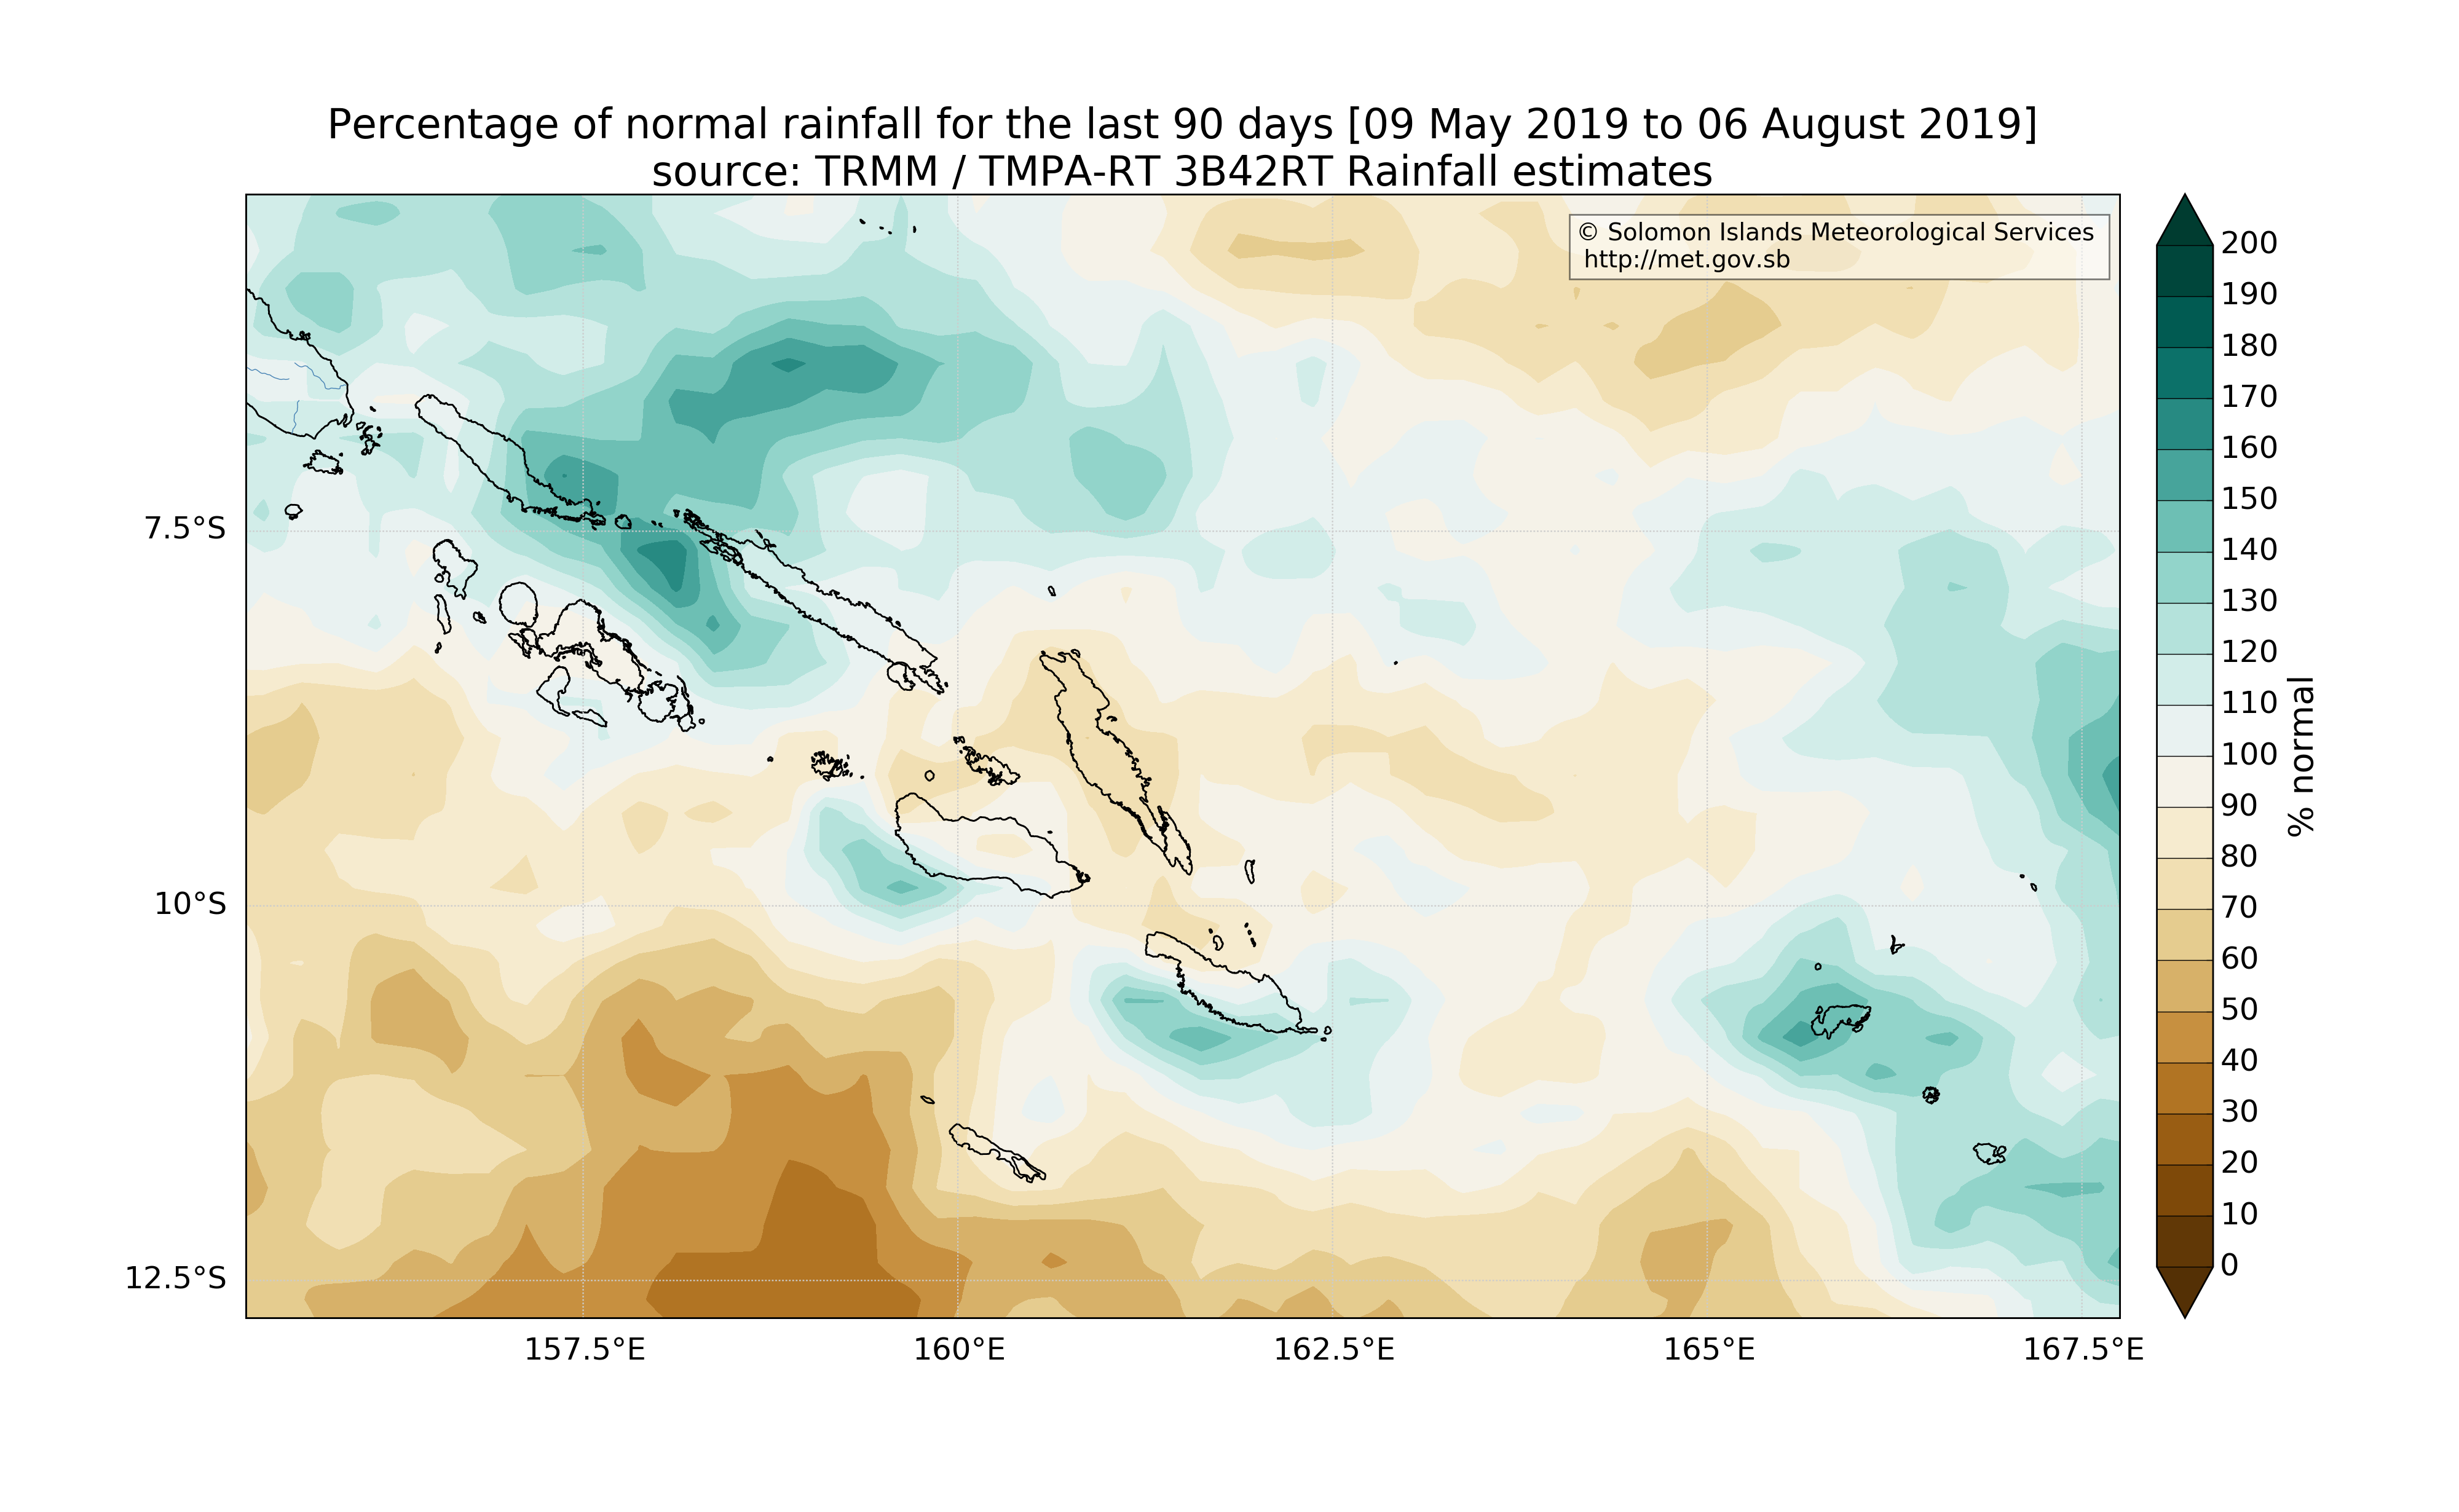 Percentage of normal rainfall for the last 90 days [09 May 2019 to 06 August 2019]
source: TRMM / TMPA-RT 3B42RT Rainfall estimates
© Solomon Islands Meteorological Services
http://met.gov.sb
7.5°S
10°S
12.5°S
157.5°E
160°E
162.5°E
165°E
167.5°E
200
190
180
170
160
150
140
130
120
110
100
90
80
70
60
50
40
30
20
10
0
% normal